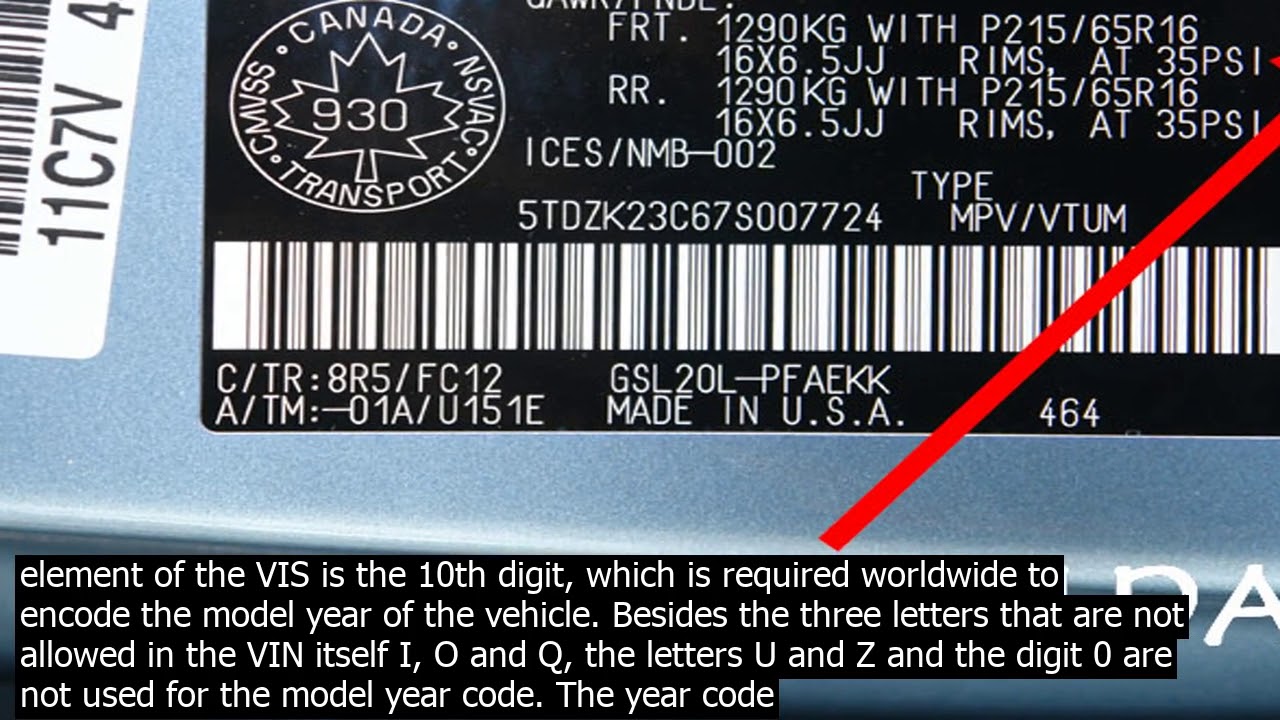 11C7V 4
CANADA
CMVSS 930 NSVAC
TRANSPORT
GAWR/PNBE:
FRT. 1290KG WITH P215/65R16
16X6.5JJ RIMS, AT 35PSI
RR. 1290KG WITH P215/65R16
16X6.5JJ RIMS, AT 35PSI
ICES/NMB-002
TYPE
5TDZK23C67S007724 MPV/VTUM
C/TR:8R5/FC12 GSL20L-PFAEKK
A/TM:-01A/U151E MADE IN U.S.A. 464
element of the VIS is the 10th digit, which is required worldwide to
encode the model year of the vehicle. Besides the three letters that are not
allowed in the VIN itself I, O and Q, the letters U and Z and the digit 0 are
not used for the model year code. The year code